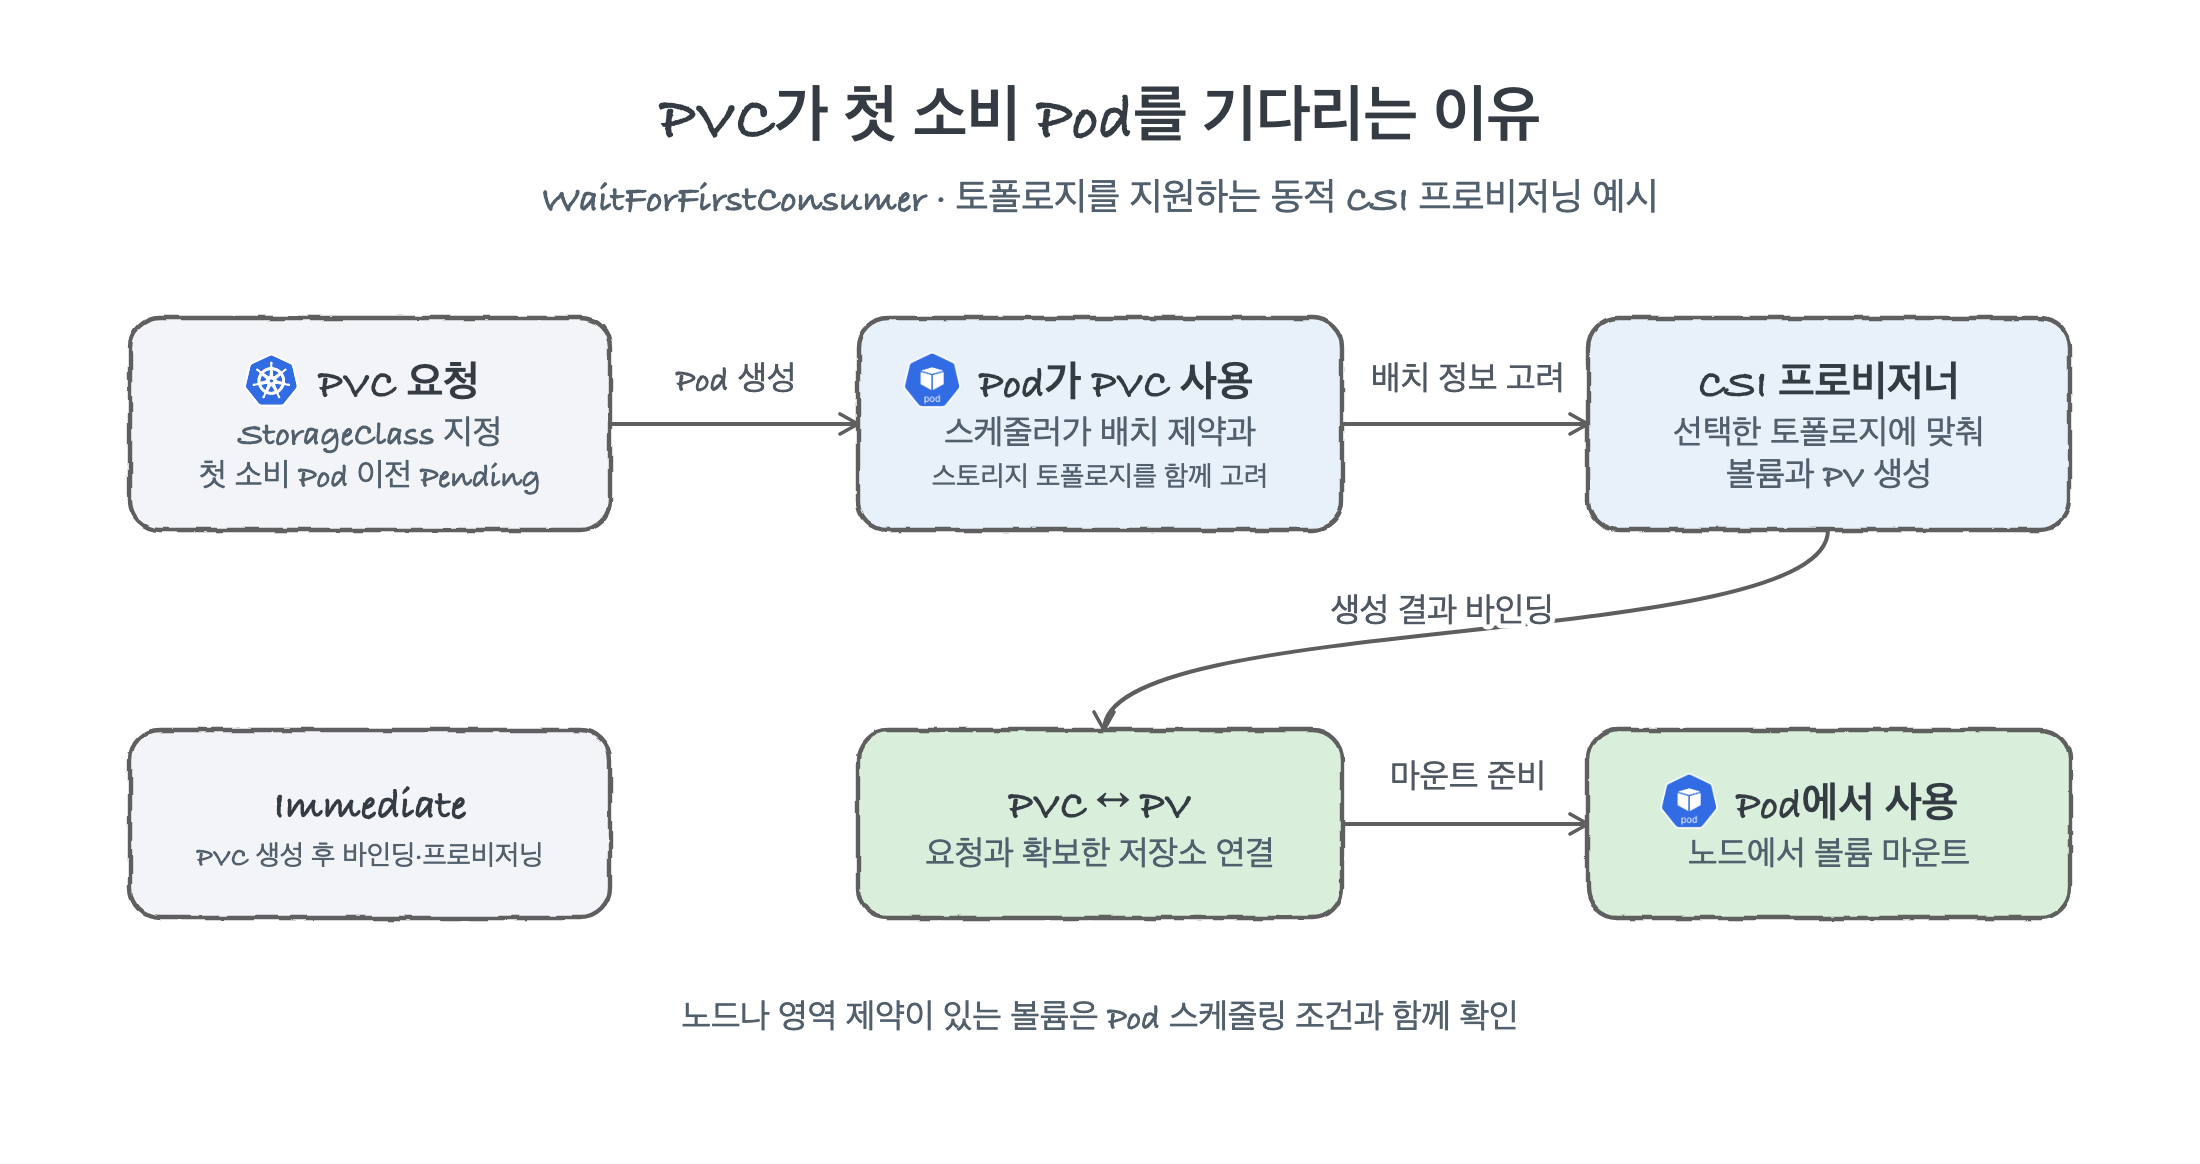 PVC가 첫 소비 Pod를 기다리는 이유
WaitForFirstConsumer · 토폴로지를 지원하는 동적 CSI 프로비저닝 예시
PVC 요청
StorageClass 지정
첫 소비 Pod 이전 Pending
Pod 생성
pod
Pod가 PVC 사용
스케줄러가 배치 제약과
스토리지 토폴로지를 함께 고려
배치 정보 고려
CSI 프로비저너
선택한 토폴로지에 맞춰
볼륨과 PV 생성
생성 결과 바인딩
Immediate
PVC 생성 후 바인딩·프로비저닝
PVC ↔ PV
요청과 확보한 저장소 연결
마운트 준비
pod
Pod에서 사용
노드에서 볼륨 마운트
노드나 영역 제약이 있는 볼륨은 Pod 스케줄링 조건과 함께 확인